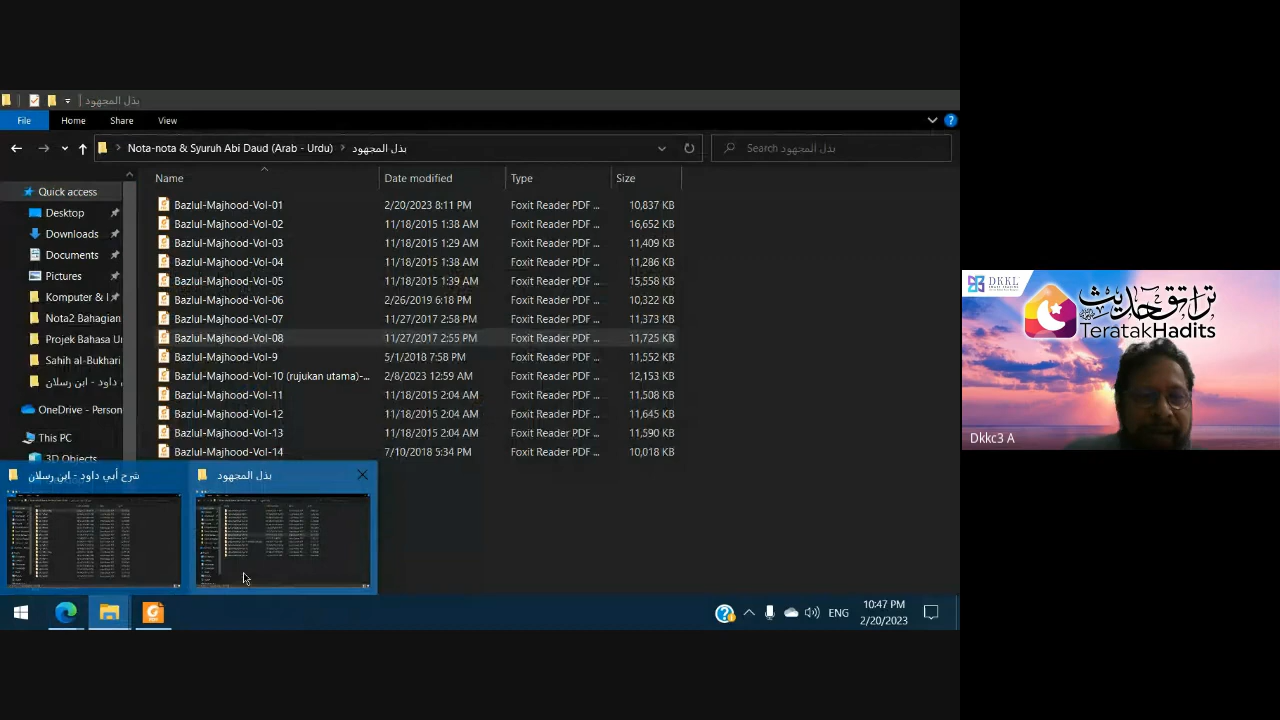 بذل المجهود
File Home Share View
Nota-nota & Syuruh Abi Daud (Arab - Urdu) بذل المجهود
Search بذل المجهود
Name Date modified Type Size
Quick access
Desktop
Downloads
Documents
Pictures
Komputer & I
Nota2 Bahagian
Projek Bahasa Ur
Sahih al-Bukhari
داود - ابن رسلان
OneDrive - Person
This PC
3D Objects
Bazlul-Majhood-Vol-01 2/20/2023 8:11 PM Foxit Reader PDF ... 10,837 KB
Bazlul-Majhood-Vol-02 11/18/2015 1:38 AM Foxit Reader PDF ... 16,652 KB
Bazlul-Majhood-Vol-03 11/18/2015 1:29 AM Foxit Reader PDF ... 11,409 KB
Bazlul-Majhood-Vol-04 11/18/2015 1:38 AM Foxit Reader PDF ... 11,286 KB
Bazlul-Majhood-Vol-05 11/18/2015 1:39 AM Foxit Reader PDF ... 15,558 KB
Bazlul-Majhood-Vol-06 2/26/2019 6:18 PM Foxit Reader PDF ... 10,322 KB
Bazlul-Majhood-Vol-07 11/27/2017 2:38 PM Foxit Reader PDF ... 11,373 KB
Bazlul-Majhood-Vol-08 11/27/2017 2:55 PM Foxit Reader PDF ... 11,725 KB
Bazlul-Majhood-Vol-9 5/1/2018 7:58 PM Foxit Reader PDF ... 11,552 KB
Bazlul-Majhood-Vol-10 (rujukan utama)-... 2/8/2023 12:59 AM Foxit Reader PDF ... 12,153 KB
Bazlul-Majhood-Vol-11 11/18/2015 2:04 AM Foxit Reader PDF ... 11,508 KB
Bazlul-Majhood-Vol-12 11/18/2015 2:04 AM Foxit Reader PDF ... 11,645 KB
Bazlul-Majhood-Vol-13 11/18/2015 2:04 AM Foxit Reader PDF ... 11,590 KB
Bazlul-Majhood-Vol-14 7/10/2018 5:34 PM Foxit Reader PDF ... 10,018 KB
شرح أبي داود - ابن رسلان
بذل المجهود
ENG
10:47 PM
2/20/2023
DKKL
تراتق حديث
TeratakHadits
Dkkc3 A